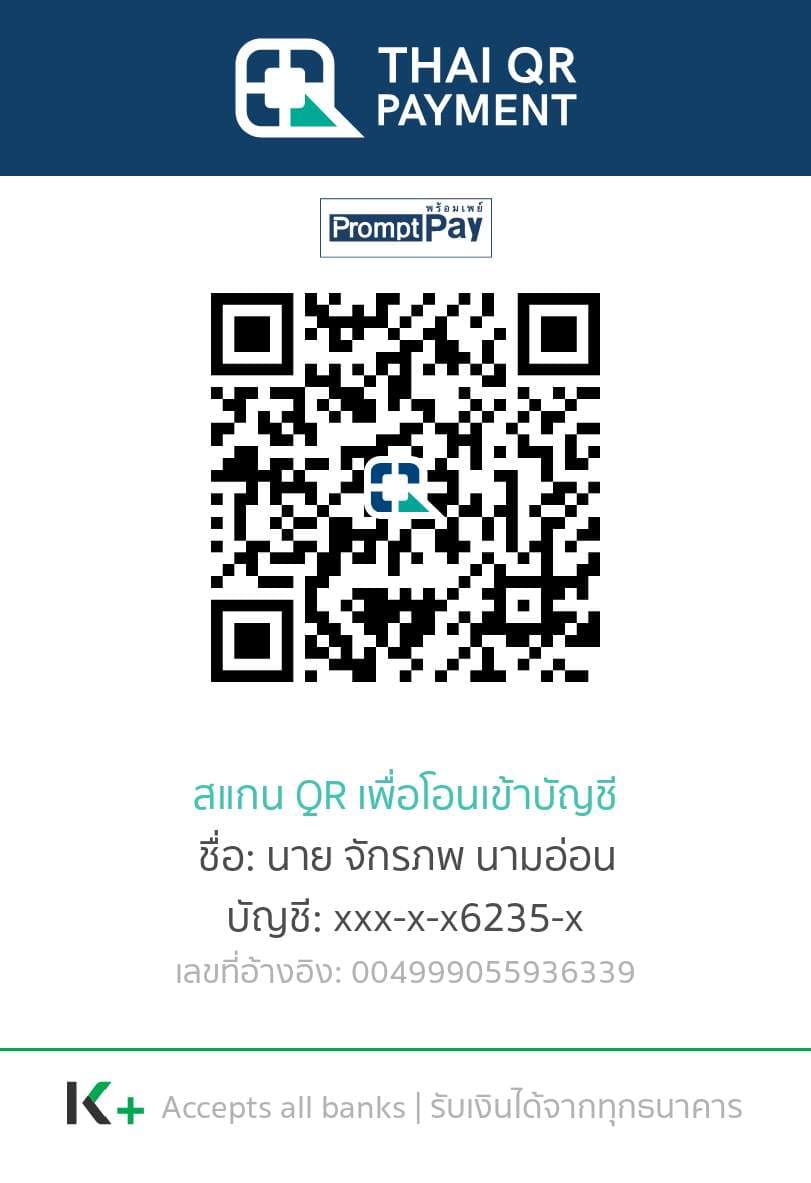 THAI QR
PAYMENT
พร้อมเพย์
PromptPay
สแกน QR เพื่อโอนเข้าบัญชี
ชื่อ: นาย จักรภพ นามอ่อน
บัญชี: xxx-x-x6235-x
เลขที่อ้างอิง: 004999055936339
K+ Accepts all banks | รับเงินได้จากทุกธนาคาร